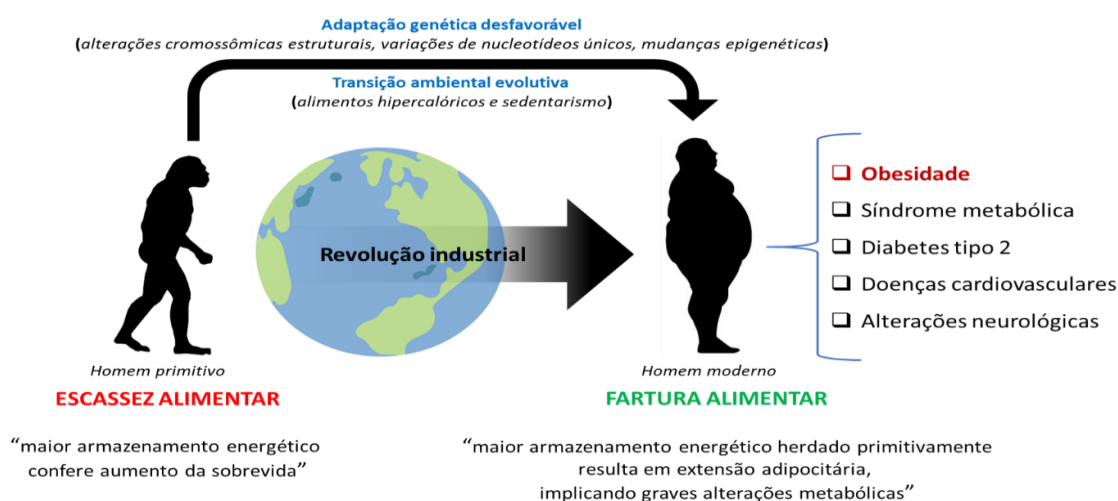 Adaptação genética desfavorável
(alterações cromossômicas estruturais, variações de nucleotídeos únicos, mudanças epigenéticas)
Transição ambiental evolutiva
(alimentos hipercalóricos e sedentarismo)
Revolução industrial
❑ Obesidade
❑ Síndrome metabólica
❑ Diabetes tipo 2
❑ Doenças cardiovasculares
❑ Alterações neurológicas
Homem primitivo
ESCASSEZ ALIMENTAR
“maior armazenamento energético
confere aumento da sobrevida”
Homem moderno
FARTURA ALIMENTAR
“maior armazenamento energético herdado primitivamente
resulta em extensão adipocitária,
implicando graves alterações metabólicas”